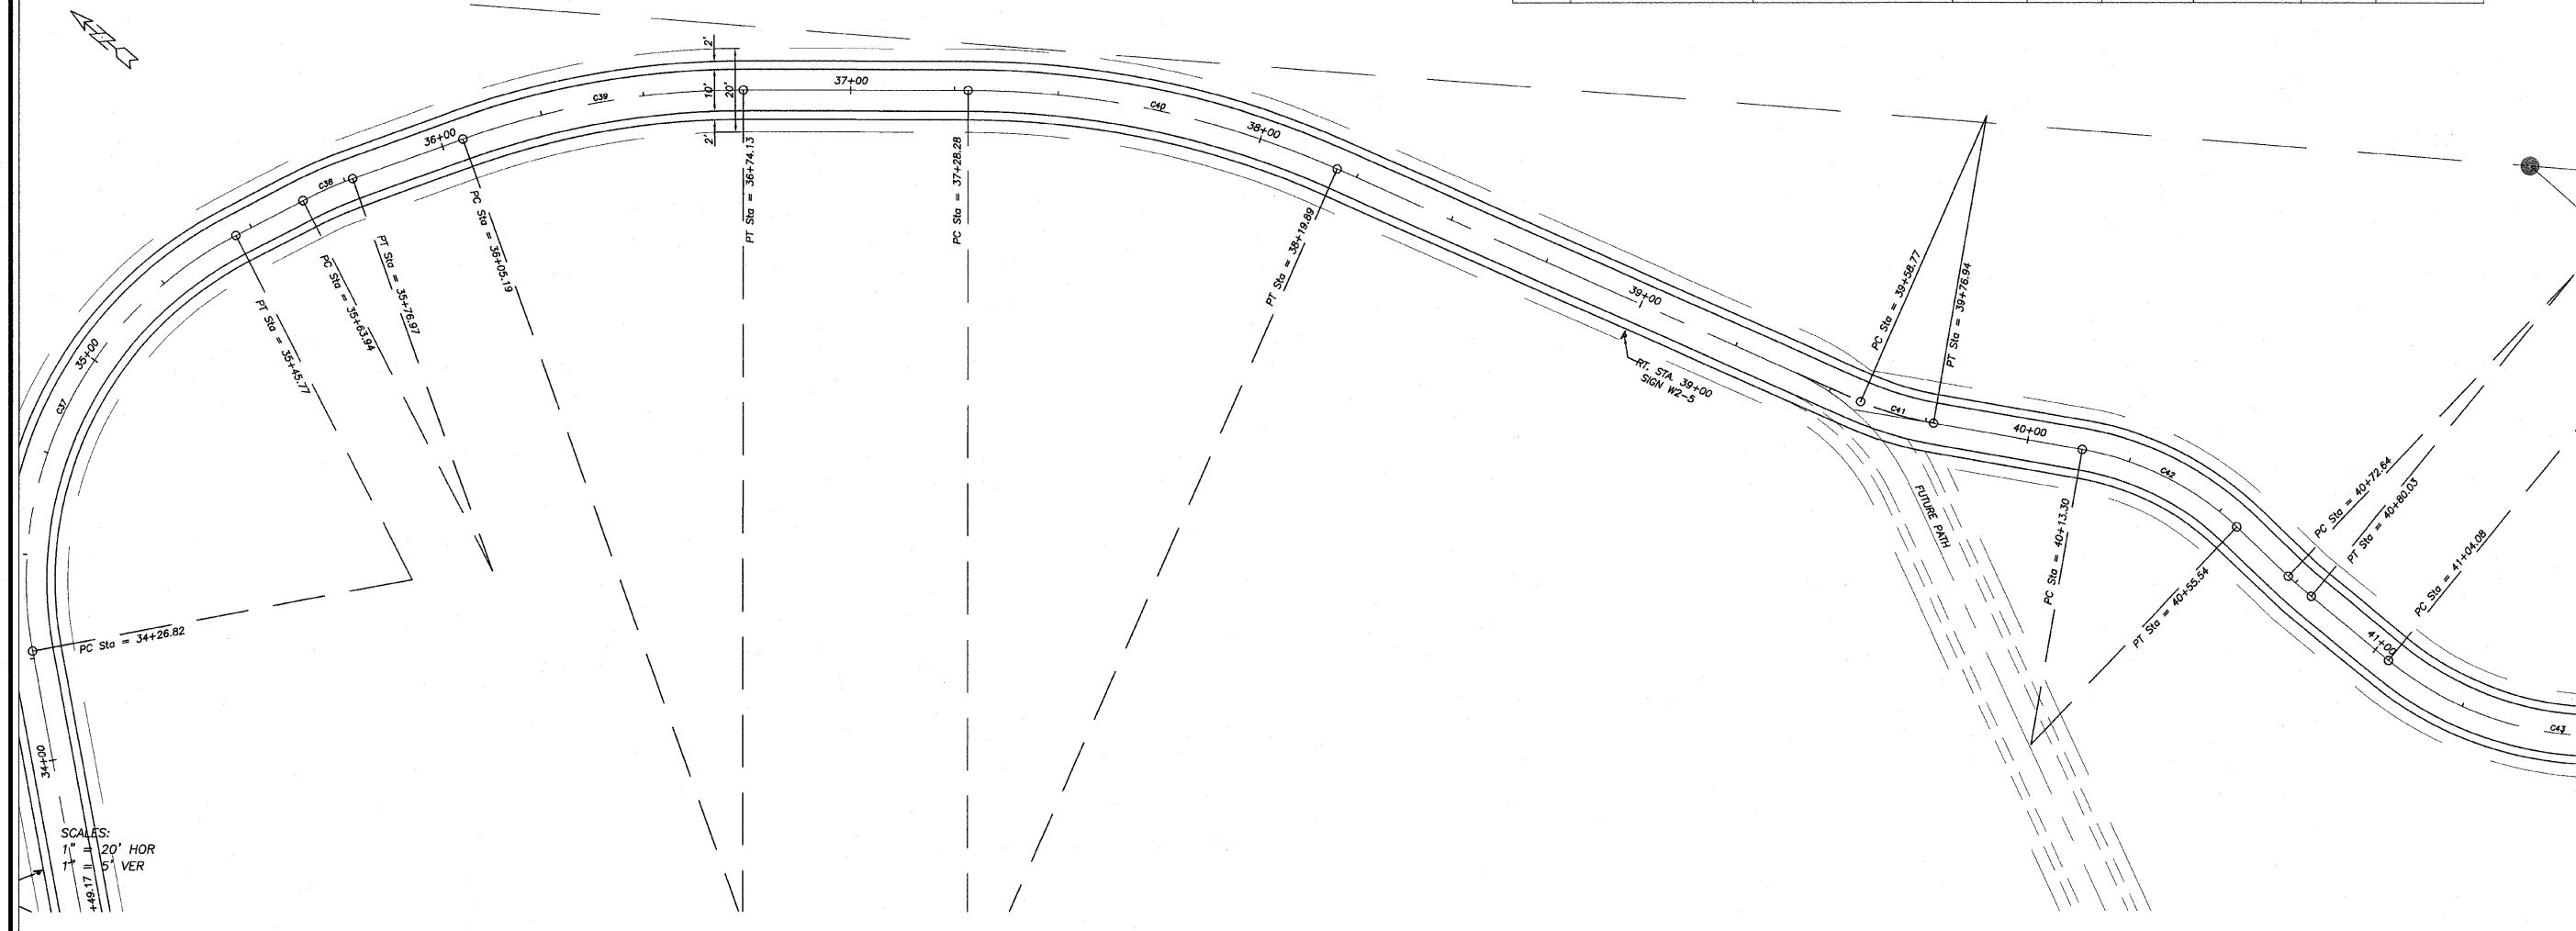 2'
10'
20'
2'
37+00
C39
C40
36+00
38+00
C38
PT Sta = 36+74.13
PC Sta = 37+28.28
PC Sta = 36+05.19
PT Sta = 35+76.97
PC Sta = 35+63.94
PT Sta = 35+45.77
PT Sta = 38+19.89
39+00
35+00
C37
RT. STA. 39+00
SIGN W2-5
PC Sta = 39+58.77
PT Sta = 39+76.94
C41
40+00
C42
FUTURE PATH
PC Sta = 40+13.30
PT Sta = 40+55.54
PC Sta = 40+72.64
PT Sta = 40+80.03
PC Sta = 41+04.08
41+00
C43
PC Sta = 34+26.82
34+00
SCALES:
1" = 20' HOR
1" = 5' VER
+49.17